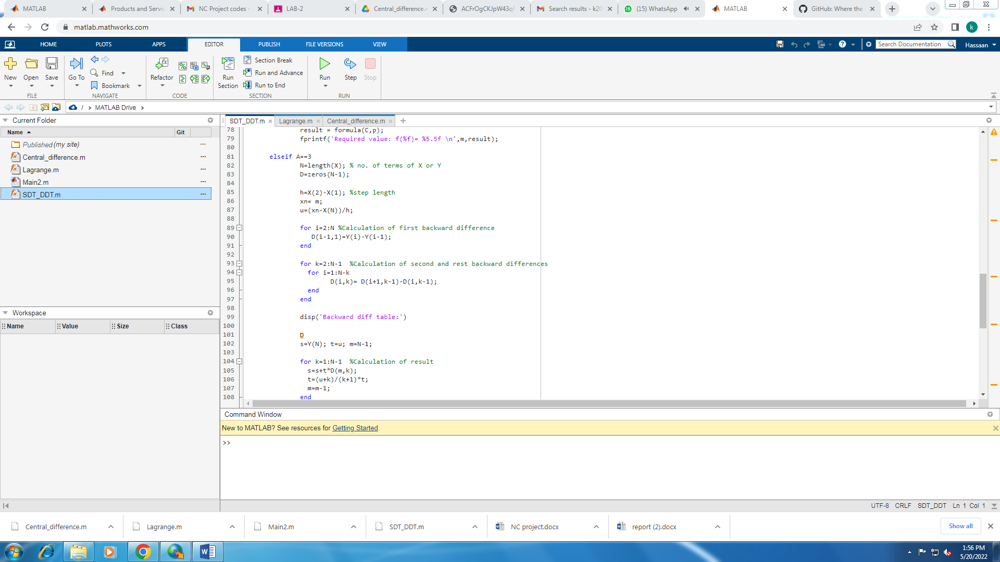 MATLAB
Products and Servic
NC Project codes -
LAB-2
Central_difference.n
ACFrOgCKJpW43qF
Search results - k20
(15) WhatsApp
MATLAB
GitHub: Where the
matlab.mathworks.com
k
HOME PLOTS APPS EDITOR PUBLISH FILE VERSIONS VIEW
Search Documentation
Hassaan
New Open Save
FILE
Go To
Find
Bookmark
NAVIGATE
Refactor
CODE
Run Section
Section Break
Run and Advance
Run to End
SECTION
Run Step Stop
RUN
/ MATLAB Drive
Current Folder
Name Git
Published (my site)
Central_difference.m
Lagrange.m
Main2.m
SDT_DDT.m
Workspace
Name Value Size Class
SDT_DDT.m Lagrange.m Central_difference.m
78 result = formula(C,p);
79 fprintf('Required value: f(%f)= %5.5f \n',m,result);
80
81 elseif A==3
82 N=length(X); % no. of terms of X or Y
83 D=zeros(N-1);
84
85 h=X(2)-X(1); %step length
86 xn= m;
87 u=(xn-X(N))/h;
88
89 for i=2:N %Calculation of first backward difference
90 D(i-1,1)=Y(i)-Y(i-1);
91 end
92
93 for k=2:N-1  %Calculation of second and rest backward differences
94 for i=1:N-k
95 D(i,k)= D(i+1,k-1)-D(i,k-1);
96 end
97 end
98
99 disp('Backward diff table:')
100
101 D
102 s=Y(N); t=u; m=N-1;
103
104 for k=1:N-1  %Calculation of result
105 s=s+t*D(m,k);
106 t=(u+k)/(k+1)*t;
107 m=m-1;
108 end
Command Window
New to MATLAB? See resources for Getting Started.
>>
UTF-8 CRLF SDT_DDT Ln 1 Col 1
Central_difference.m
Lagrange.m
Main2.m
SDT_DDT.m
NC project.docx
report (2).docx
Show all
1:56 PM
5/20/2022